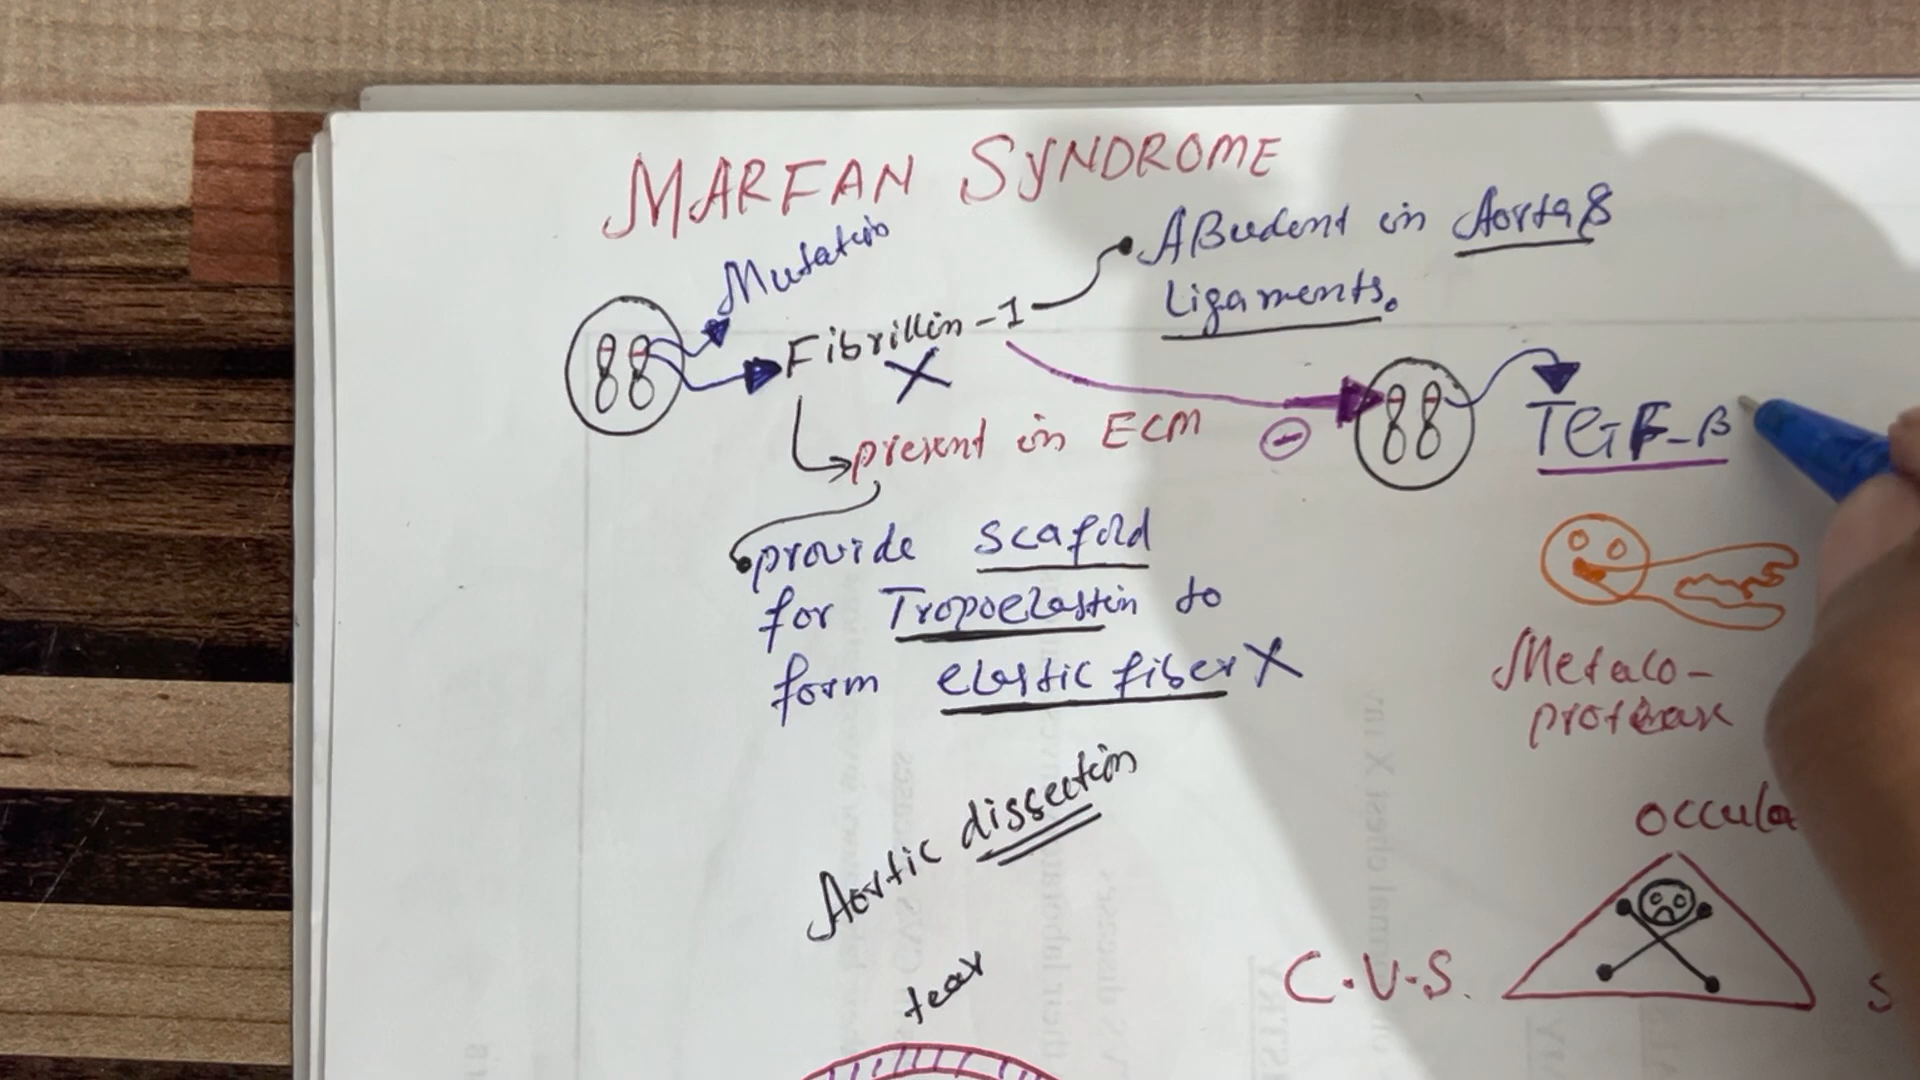 MARFAN SYNDROME
Mutatio
ABudent in Aorta &
Ligaments.
Fibrillin-1
X
present in ECM
TGF-B
provide scafold
for Tropoelastin to
form elastic fiber X
Metalo-
Aortic dissection
tear
occula
C.V.S.
S